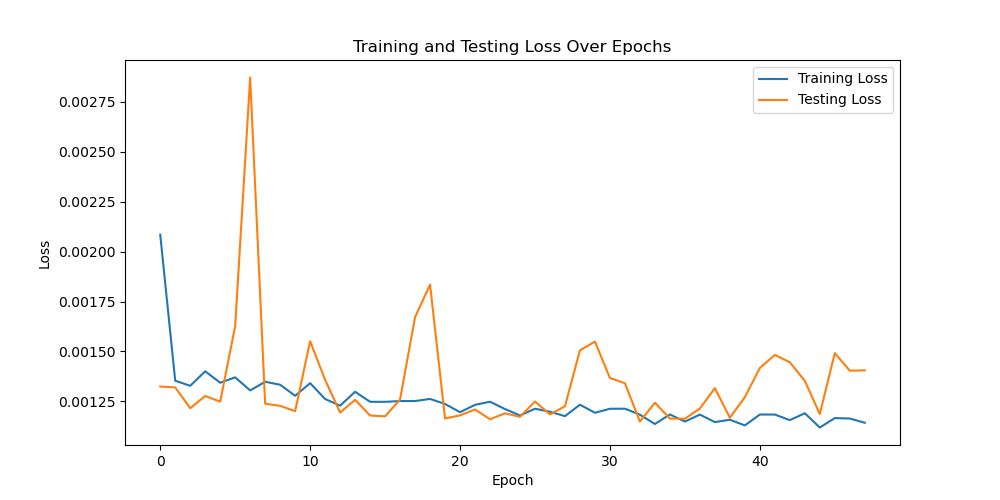 Training and Testing Loss Over Epochs
Training Loss
Testing Loss
0.00275
0.00250
0.00225
0.00200
0.00175
0.00150
0.00125
Loss
0 10 20 30 40
Epoch